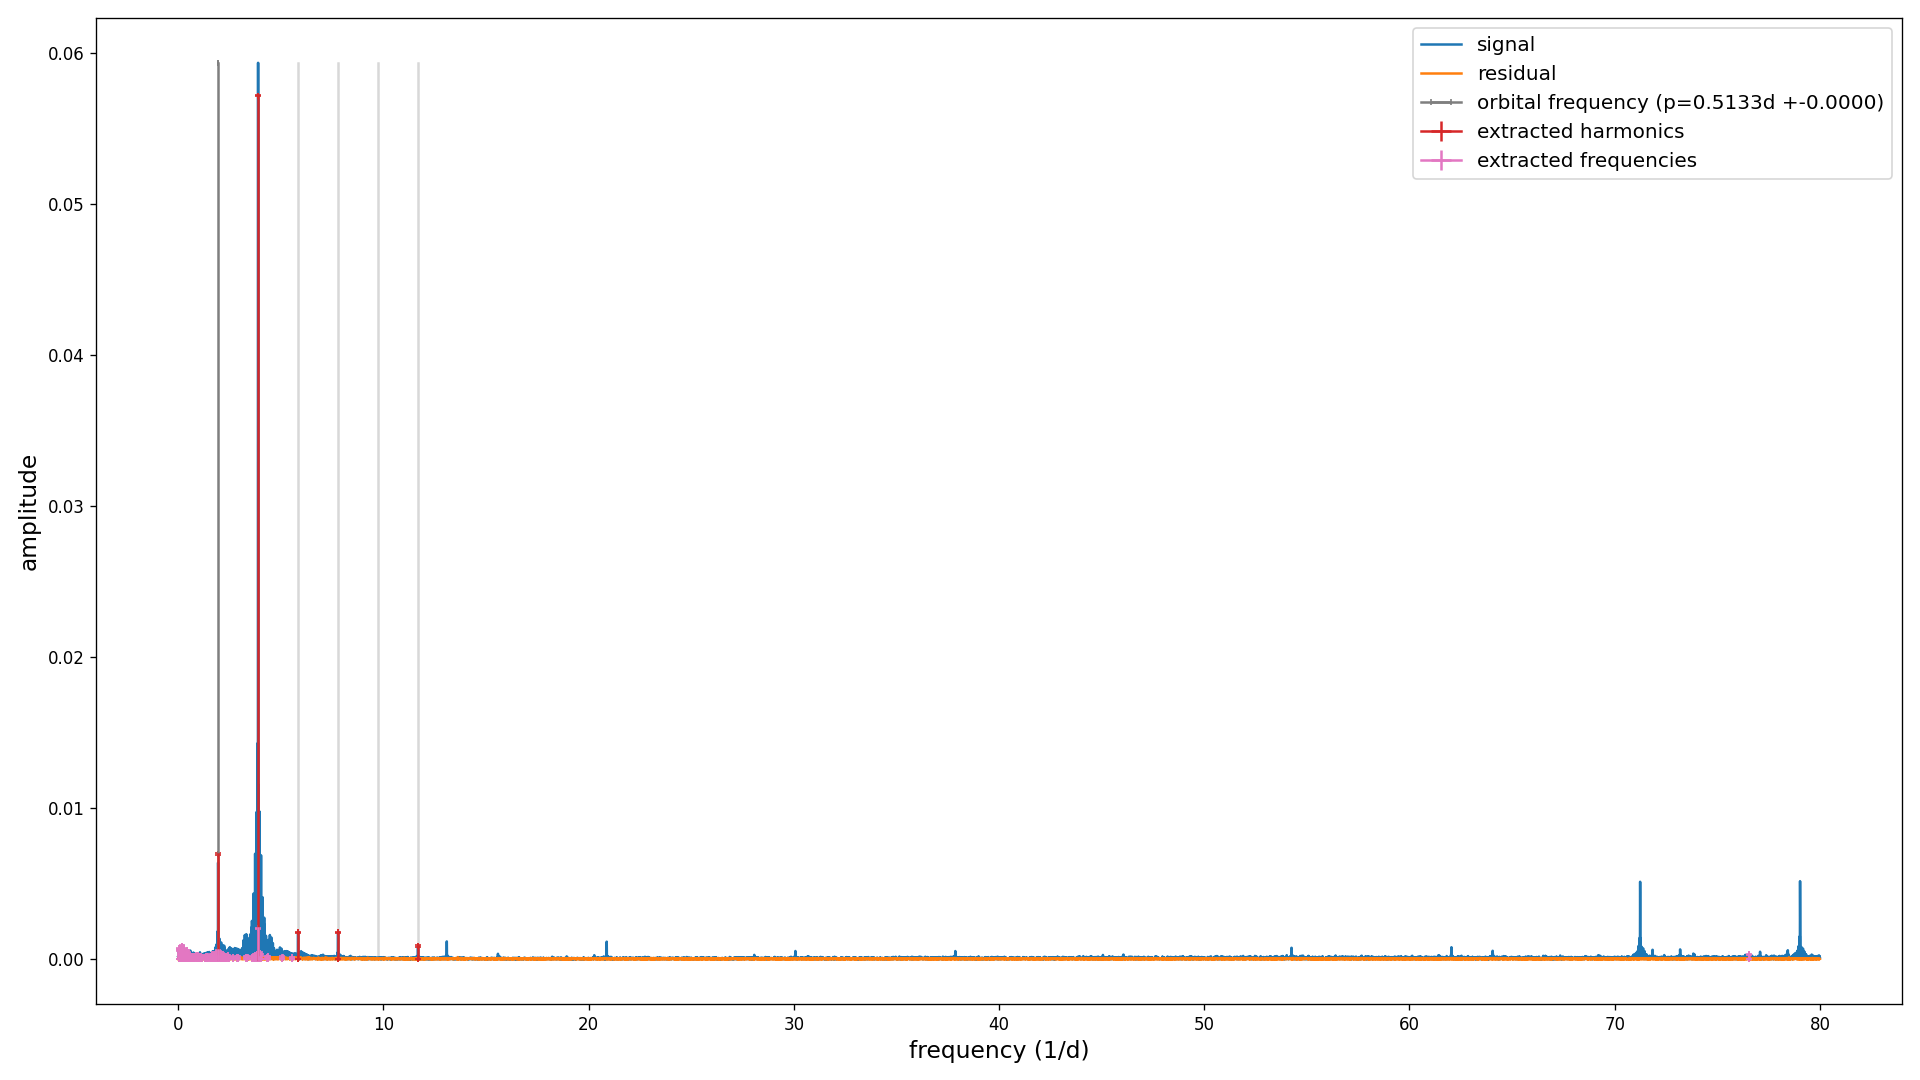 signal
residual
orbital frequency (p=0.5133d +-0.0000)
extracted harmonics
extracted frequencies
0.06
0.05
0.04
0.03
0.02
0.01
0.00
amplitude
0 10 20 30 40 50 60 70 80
frequency (1/d)